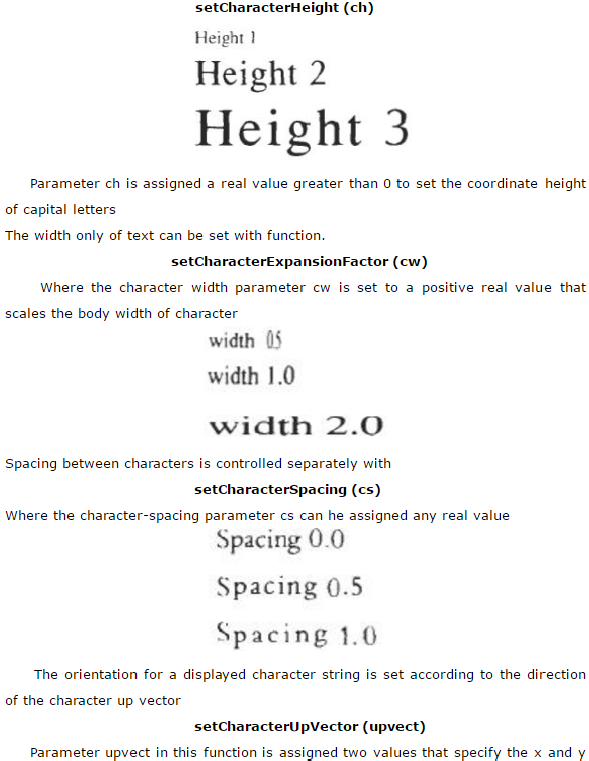 setCharacterHeight (ch)
Height 1
Height 2
Height 3
Parameter ch is assigned a real value greater than 0 to set the coordinate height
of capital letters
The width only of text can be set with function.
setCharacterExpansionFactor (cw)
Where the character width parameter cw is set to a positive real value that
scales the body width of character
width 05
width 1.0
width 2.0
Spacing between characters is controlled separately with
setCharacterSpacing (cs)
Where the character-spacing parameter cs can he assigned any real value
Spacing 0.0
Spacing 0.5
Spacing 1.0
The orientation for a displayed character string is set according to the direction
of the character up vector
setCharacterUpVector (upvect)
Parameter upvect in this function is assigned two values that specify the x and y